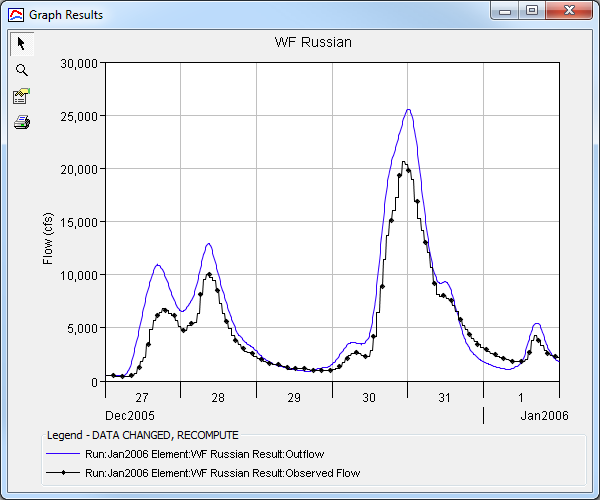 Graph Results
WF Russian
30,000
25,000
20,000
15,000
10,000
5,000
0
Flow (cfs)
27 28 29 30 31 1
Dec2005 Jan2006
Legend - DATA CHANGED, RECOMPUTE
Run:Jan2006 Element:WF Russian Result:Outflow
Run:Jan2006 Element:WF Russian Result:Observed Flow